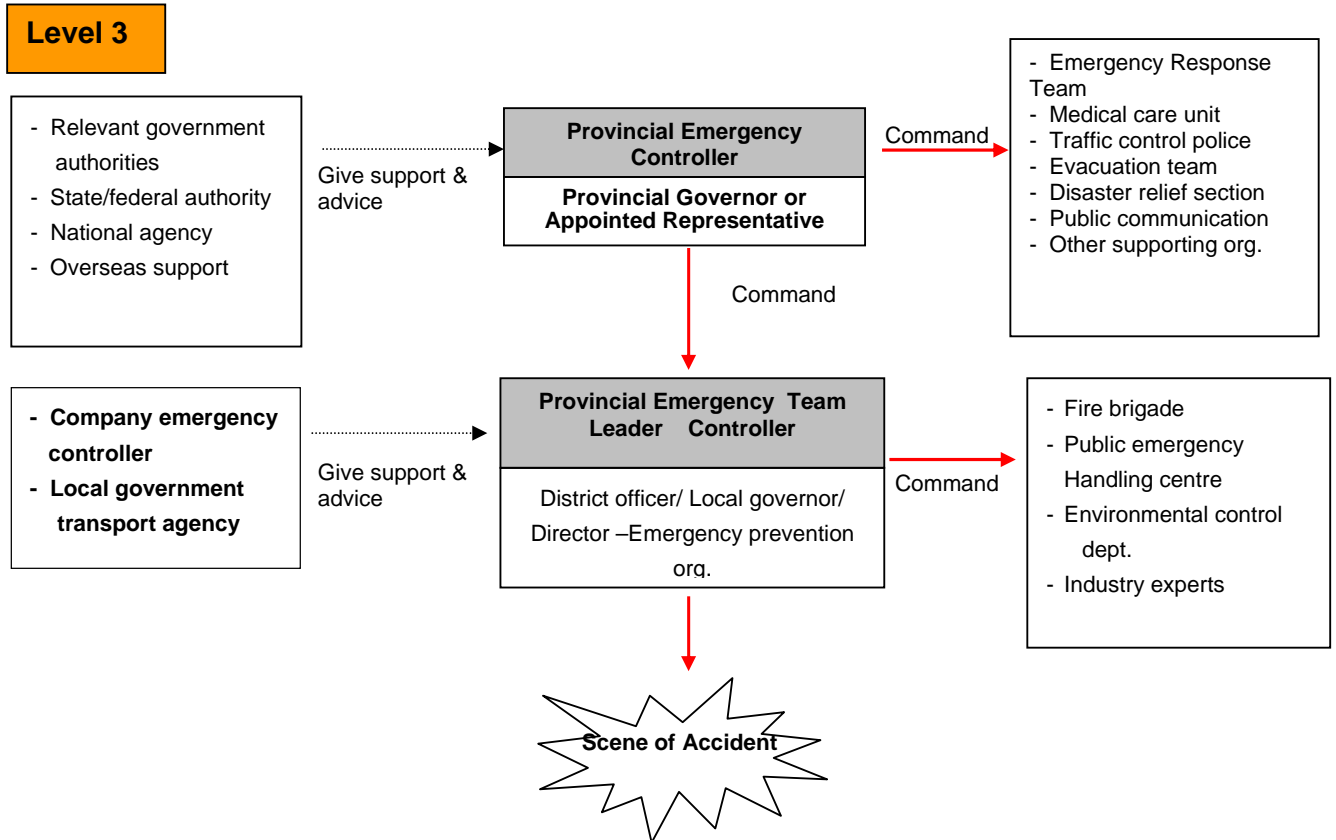 Level 3
- Relevant government
authorities
- State/federal authority
- National agency
- Overseas support
Give support &
advice
Provincial Emergency
Controller
Provincial Governor or
Appointed Representative
Command
- Emergency Response
Team
- Medical care unit
- Traffic control police
- Evacuation team
- Disaster relief section
- Public communication
- Other supporting org.
Command
- Company emergency
controller
- Local government
transport agency
Give support &
advice
Provincial Emergency Team
Leader Controller
District officer/ Local governor/
Director –Emergency prevention
org.
Command
- Fire brigade
- Public emergency
Handling centre
- Environmental control
dept.
- Industry experts
Scene of Accident